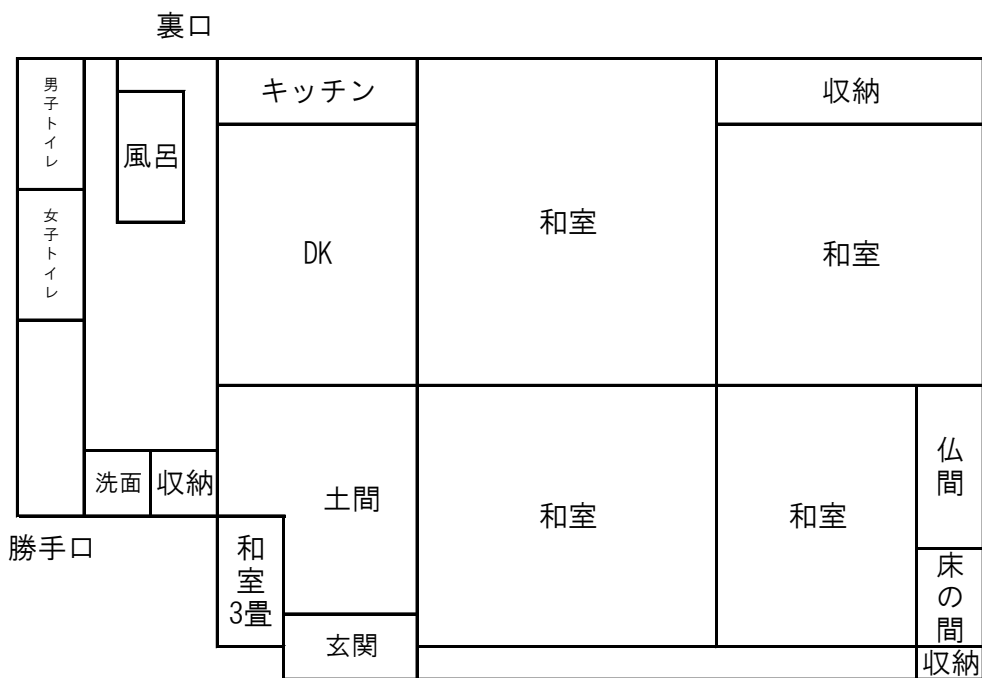 裏口
男子トイレ
風呂
キッチン
収納
女子トイレ
DK
和室
和室
洗面
収納
土間
和室
和室
仏間
勝手口
和室3畳
床の間
玄関
収納